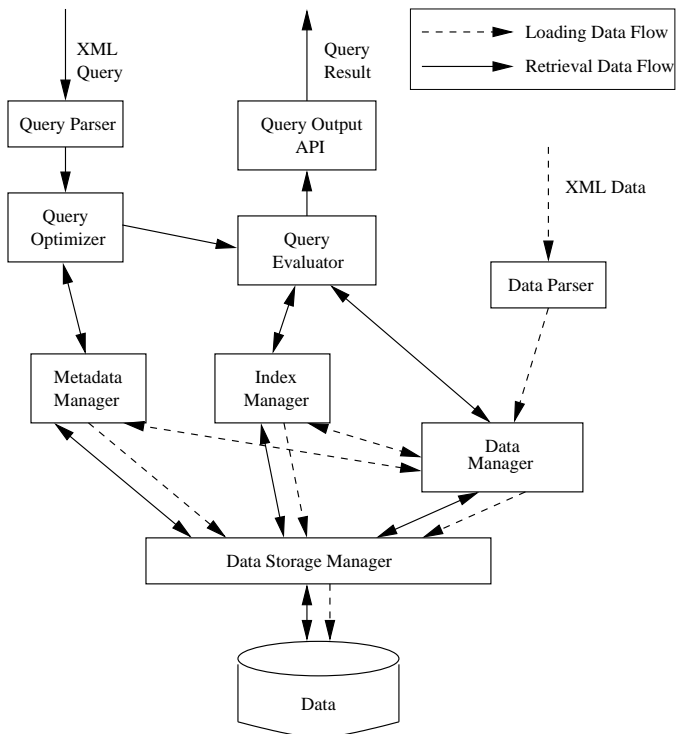 XML
Query
Query
Result
Loading Data Flow
Retrieval Data Flow
Query Parser
Query Output
API
XML Data
Query
Optimizer
Query
Evaluator
Data Parser
Metadata
Manager
Index
Manager
Data
Manager
Data Storage Manager
Data